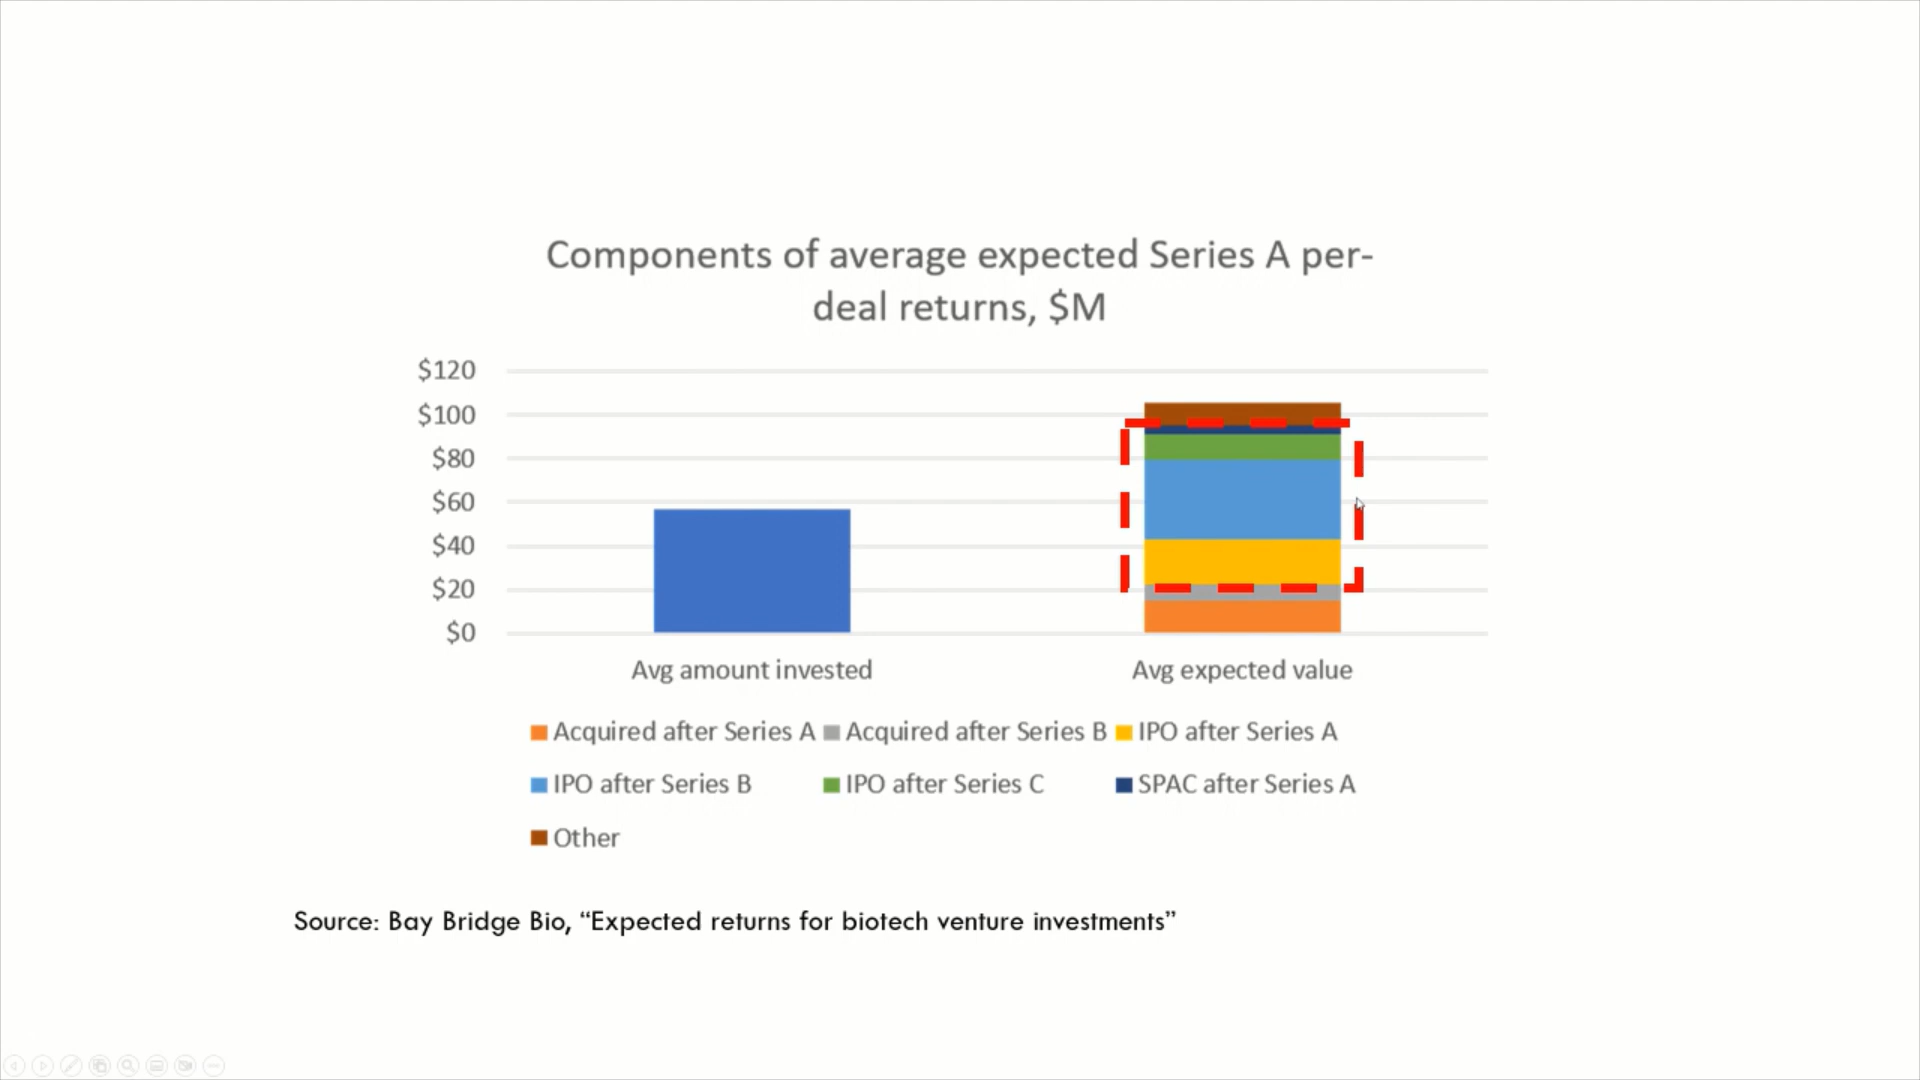 Components of average expected Series A per-
deal returns, $M
$120
$100
$80
$60
$40
$20
$0
Avg amount invested
Avg expected value
Acquired after Series A
Acquired after Series B
IPO after Series A
IPO after Series B
IPO after Series C
SPAC after Series A
Other
Source: Bay Bridge Bio, “Expected returns for biotech venture investments”